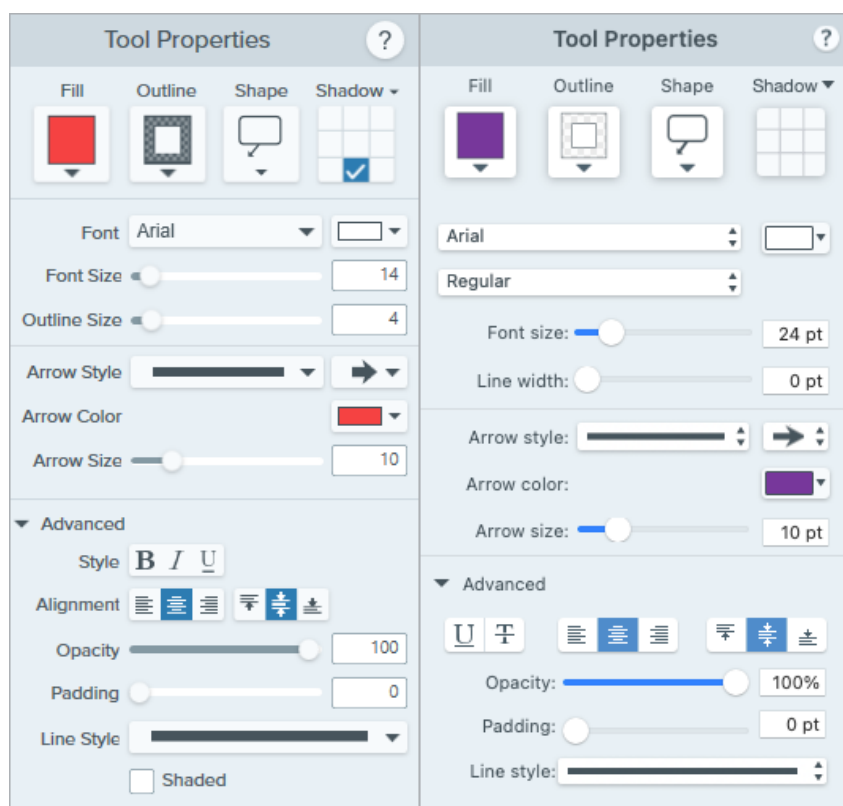 Tool Properties ?
Fill Outline Shape Shadow
Font Arial
Font Size 14
Outline Size 4
Arrow Style
Arrow Color
Arrow Size 10
Advanced
Style B I U
Alignment
Opacity 100
Padding 0
Line Style
Shaded
Tool Properties ?
Fill Outline Shape Shadow
Arial
Regular
Font size: 24 pt
Line width: 0 pt
Arrow style:
Arrow color:
Arrow size: 10 pt
Advanced
U T
Opacity: 100%
Padding: 0 pt
Line style: